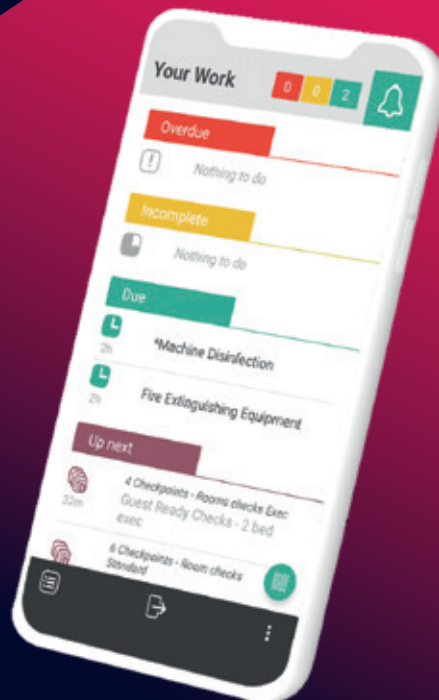 Your Work
0 0 2
Overdue
Nothing to do
Incomplete
Nothing to do
Due
2h
*Machine Disinfection
2h
Fire Extinguishing Equipment
Up next
32m
4 Checkpoints - Rooms checks Exec
Guest Ready Checks - 2 bed
exec
6 Checkpoints - Room checks
Standard